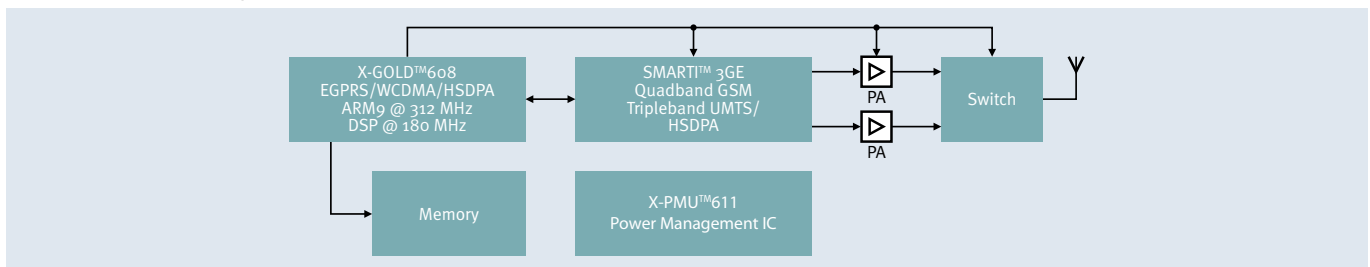 X-GOLD™608
EGPRS/WCDMA/HSDPA
ARM9 @ 312 MHz
DSP @ 180 MHz
SMARTi™ 3GE
Quadband GSM
Tripleband UMTS/
HSDPA
PA
PA
Switch
Memory
X-PMU™611
Power Management IC